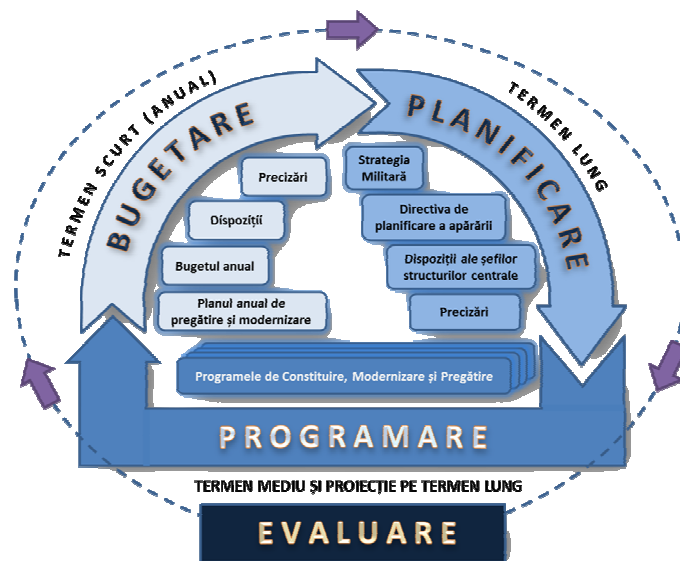 TERMEN SCURT (ANUAL)
BUGETARE
PLANIFICARE
TERMEN LUNG
Precizări
Dispoziții
Bugetul anual
Planul anual de
pregătire și modernizare
Strategia
Militară
Directiva de
planificare a apărării
Dispoziții ale șefilor
structurilor centrale
Precizări
Programele de Constituire, Modernizare și Pregătire
PROGRAMARE
TERMEN MEDIU ȘI PROIECȚIE PE TERMEN LUNG
EVALUARE